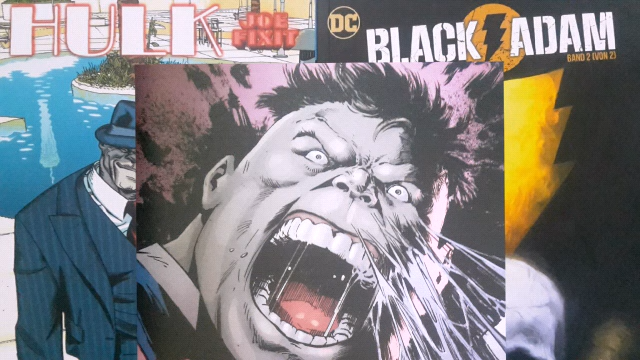 HULK
JOE
FIXIT
DC
BLACK ADAM
BAND 2 (VON 2)